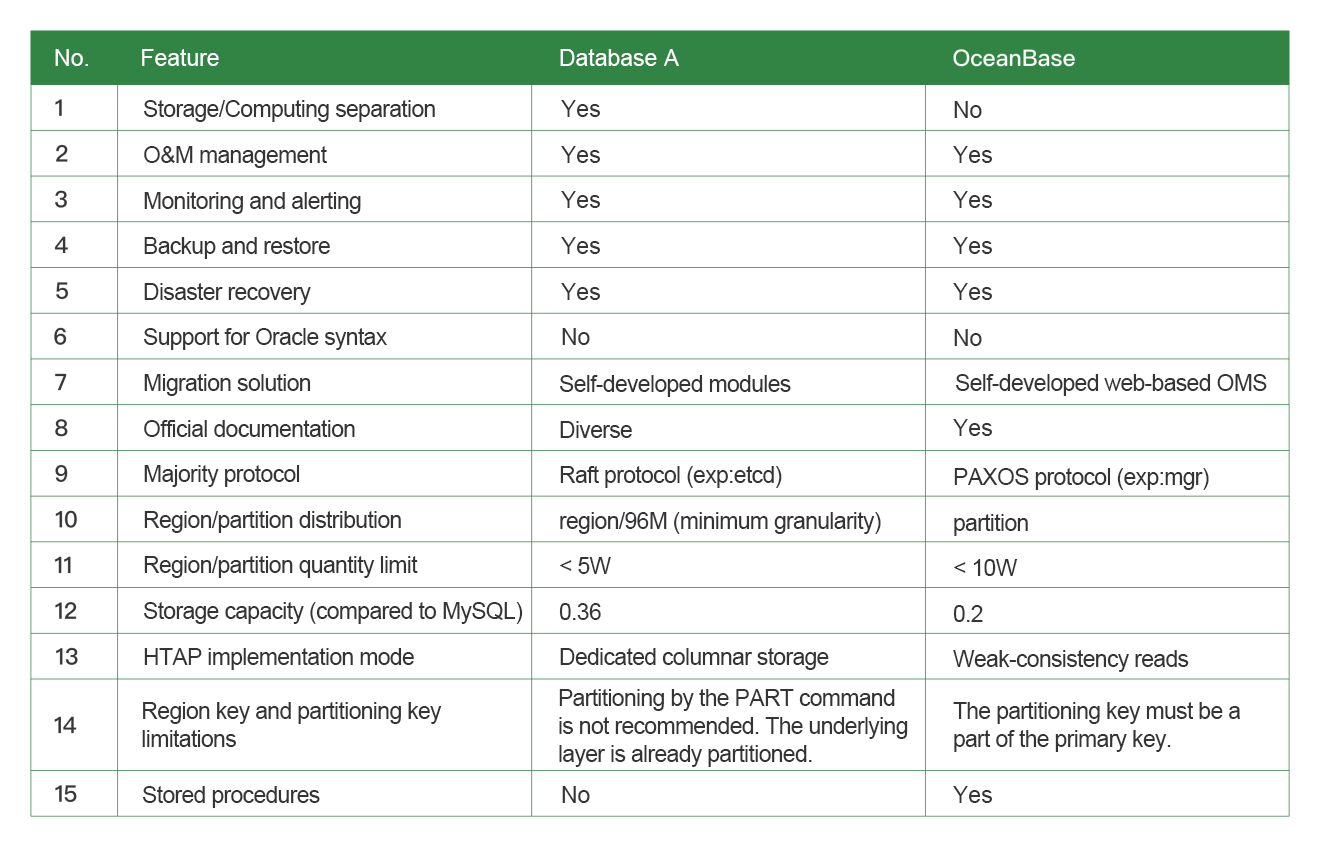 No. Feature Database A OceanBase
1 Storage/Computing separation Yes No
2 O&M management Yes Yes
3 Monitoring and alerting Yes Yes
4 Backup and restore Yes Yes
5 Disaster recovery Yes Yes
6 Support for Oracle syntax No No
7 Migration solution Self-developed modules Self-developed web-based OMS
8 Official documentation Diverse Yes
9 Majority protocol Raft protocol (exp:etcd) PAXOS protocol (exp:mgr)
10 Region/partition distribution region/96M (minimum granularity) partition
11 Region/partition quantity limit < 5W < 10W
12 Storage capacity (compared to MySQL) 0.36 0.2
13 HTAP implementation mode Dedicated columnar storage Weak-consistency reads
14
Region key and partitioning key
limitations
Partitioning by the PART command
is not recommended. The underlying
layer is already partitioned.
The partitioning key must be a
part of the primary key.
15 Stored procedures No Yes